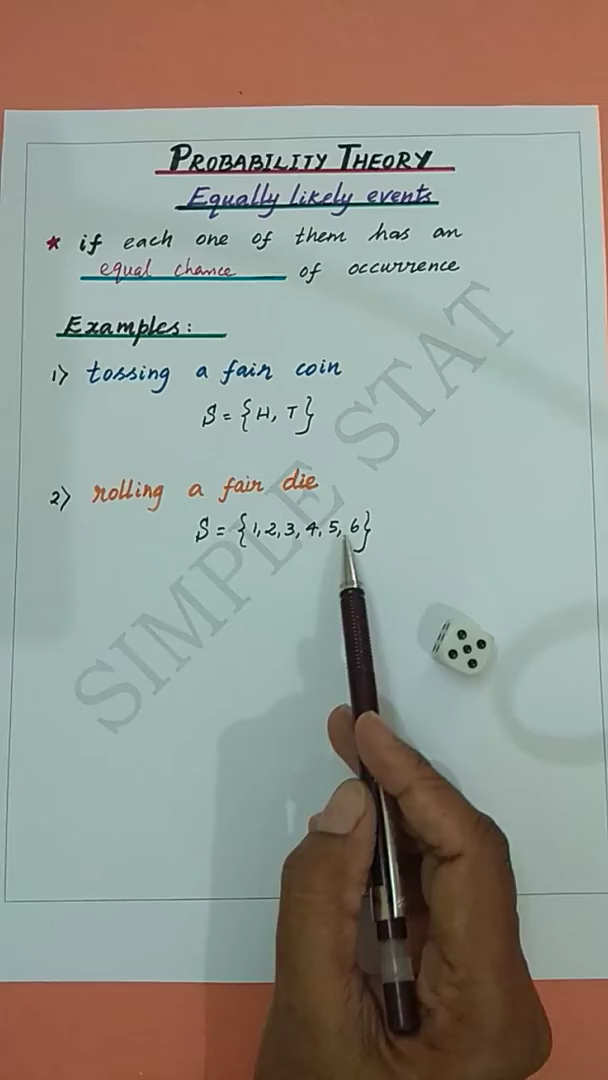 PROBABILITY THEORY
Equally likely events
* if each one of them has an
equal chance of occurrence
Examples:
1) tossing a fair coin
S = {H, T}
2) rolling a fair die
S = {1, 2, 3, 4, 5, 6}
SIMPLE STAT